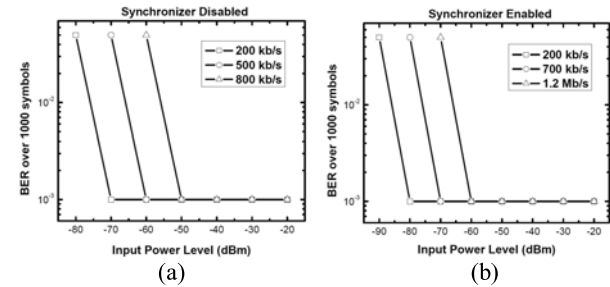 Synchronizer Disabled
BER over 1000 symbols
10⁻²
10⁻³
200 kb/s
500 kb/s
800 kb/s
-80 -70 -60 -50 -40 -30 -20
Input Power Level (dBm)
(a)
Synchronizer Enabled
BER over 1000 symbols
10⁻²
10⁻³
200 kb/s
700 kb/s
1.2 Mb/s
-90 -80 -70 -60 -50 -40 -30 -20
Input Power Level (dBm)
(b)